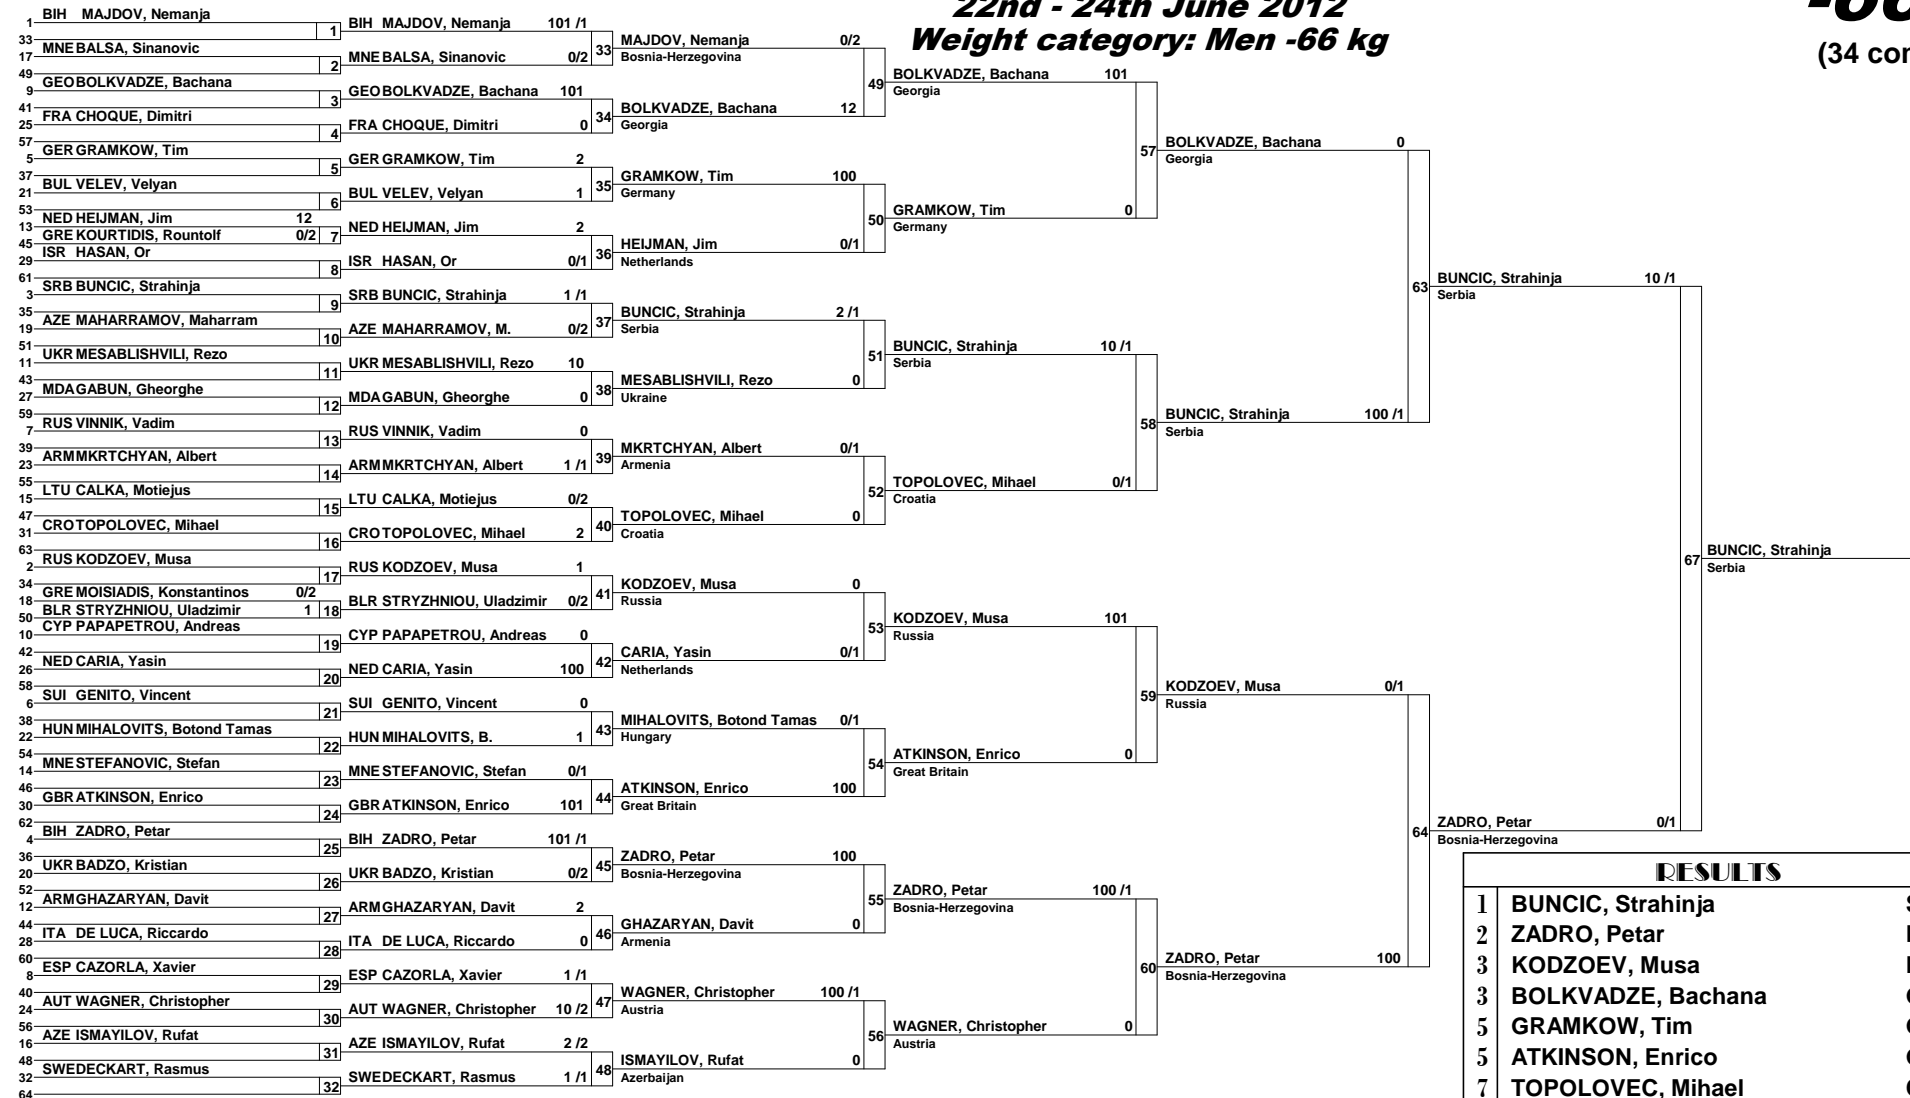 22nd - 24th June 2012
Weight category: Men -66 kg
(34
1 BIH MAJDOV, Nemanja
33 1
17 MNE BALSA, Sinanovic
49 2
9 GEO BOLKVADZE, Bachana
41 3
25 FRA CHOQUE, Dimitri
57 4
5 GER GRAMKOW, Tim
37 5
21 BUL VELEV, Velyan
53 6
13 NED HEIJMAN, Jim 12
45 GRE KOURTIDIS, Rountolf 0/2 7
29 ISR HASAN, Or
61 8
3 SRB BUNCIC, Strahinja
35 9
19 AZE MAHARRAMOV, Maharram
51 10
11 UKR MESABLISHVILI, Rezo
43 11
27 MDA GABUN, Gheorghe
59 12
7 RUS VINNIK, Vadim
39 13
23 ARM MKRTCHYAN, Albert
55 14
15 LTU CALKA, Motiejus
47 15
31 CRO TOPOLOVEC, Mihael
63 16
2 RUS KODZOEV, Musa
34 17
18 GRE MOISIADIS, Konstantinos 0/2
50 BLR STRYZHNIOU, Uladzimir 1 18
10 CYP PAPAPETROU, Andreas
42 19
26 NED CARIA, Yasin
58 20
6 SUI GENITO, Vincent
38 21
22 HUN MIHALOVITS, Botond Tamas
54 22
14 MNE STEFANOVIC, Stefan
46 23
30 GBR ATKINSON, Enrico
62 24
4 BIH ZADRO, Petar
36 25
20 UKR BADZO, Kristian
52 26
12 ARM GHAZARYAN, Davit
44 27
28 ITA DE LUCA, Riccardo
60 28
8 ESP CAZORLA, Xavier
40 29
24 AUT WAGNER, Christopher
56 30
16 AZE ISMAYILOV, Rufat
48 31
32 SWE DECKART, Rasmus
64 32
BIH MAJDOV, Nemanja 101 /1
MNE BALSA, Sinanovic 0/2 33
GEO BOLKVADZE, Bachana 101
FRA CHOQUE, Dimitri 0 34
GER GRAMKOW, Tim 2
BUL VELEV, Velyan 1 35
NED HEIJMAN, Jim 2
ISR HASAN, Or 0/1 36
SRB BUNCIC, Strahinja 1 /1
AZE MAHARRAMOV, M. 0/2 37
UKR MESABLISHVILI, Rezo 10
MDA GABUN, Gheorghe 0 38
RUS VINNIK, Vadim 0
ARM MKRTCHYAN, Albert 1 /1 39
LTU CALKA, Motiejus 0/2
CRO TOPOLOVEC, Mihael 2 40
RUS KODZOEV, Musa 1
BLR STRYZHNIOU, Uladzimir 0/2 41
CYP PAPAPETROU, Andreas 0
NED CARIA, Yasin 100 42
SUI GENITO, Vincent 0
HUN MIHALOVITS, B. 1 43
MNE STEFANOVIC, Stefan 0/1
GBR ATKINSON, Enrico 101 44
BIH ZADRO, Petar 101 /1
UKR BADZO, Kristian 0/2 45
ARM GHAZARYAN, Davit 2
ITA DE LUCA, Riccardo 0 46
ESP CAZORLA, Xavier 1 /1
AUT WAGNER, Christopher 10 /2 47
AZE ISMAYILOV, Rufat 2 /2
SWE DECKART, Rasmus 1 /1 48
MAJDOV, Nemanja 0/2
Bosnia-Herzegovina
49
BOLKVADZE, Bachana 12
Georgia
GRAMKOW, Tim 100
Germany
50
HEIJMAN, Jim 0/1
Netherlands
BUNCIC, Strahinja 2 /1
Serbia
51
MESABLISHVILI, Rezo 0
Ukraine
MKRTCHYAN, Albert 0/1
Armenia
52
TOPOLOVEC, Mihael 0
Croatia
KODZOEV, Musa 0
Russia
53
CARIA, Yasin 0/1
Netherlands
MIHALOVITS, Botond Tamas 0/1
Hungary
54
ATKINSON, Enrico 100
Great Britain
ZADRO, Petar 100
Bosnia-Herzegovina
55
GHAZARYAN, Davit 0
Armenia
WAGNER, Christopher 100 /1
Austria
56
ISMAYILOV, Rufat 0
Azerbaijan
BOLKVADZE, Bachana 101
Georgia
57
GRAMKOW, Tim 0
Germany
BUNCIC, Strahinja 10 /1
Serbia
58
TOPOLOVEC, Mihael 0/1
Croatia
KODZOEV, Musa 101
Russia
59
ATKINSON, Enrico 0
Great Britain
ZADRO, Petar 100 /1
Bosnia-Herzegovina
60
WAGNER, Christopher 0
Austria
BOLKVADZE, Bachana 0
Georgia
63
BUNCIC, Strahinja 100 /1
Serbia
KODZOEV, Musa 0/1
Russia
64
ZADRO, Petar 100
Bosnia-Herzegovina
BUNCIC, Strahinja 10 /1
Serbia
67
ZADRO, Petar 0/1
Bosnia-Herzegovina
BUNCIC, Strahinja
Serbia
RESULTS
1 BUNCIC, Strahinja
2 ZADRO, Petar
3 KODZOEV, Musa
3 BOLKVADZE, Bachana
5 GRAMKOW, Tim
5 ATKINSON, Enrico
7 TOPOLOVEC, Mihael